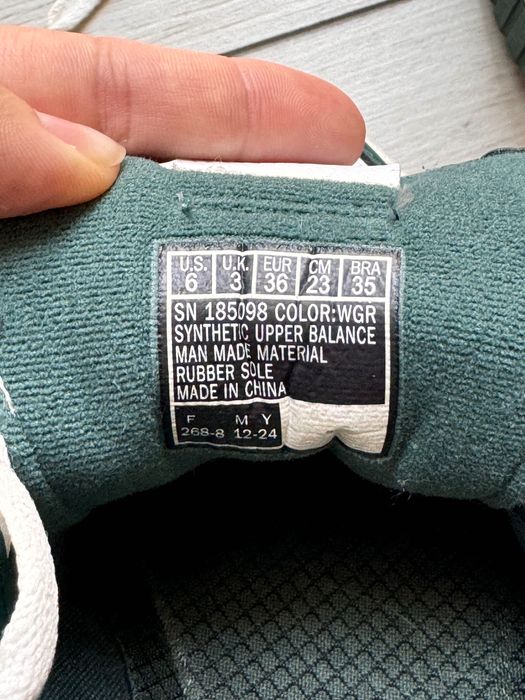 U.S. U.K. EUR CM BRA
6 3 36 23 35
SN 185098 COLOR:WGR
SYNTHETIC UPPER BALANCE
MAN MADE MATERIAL
RUBBER SOLE
MADE IN CHINA
F M Y
268-8 12-24